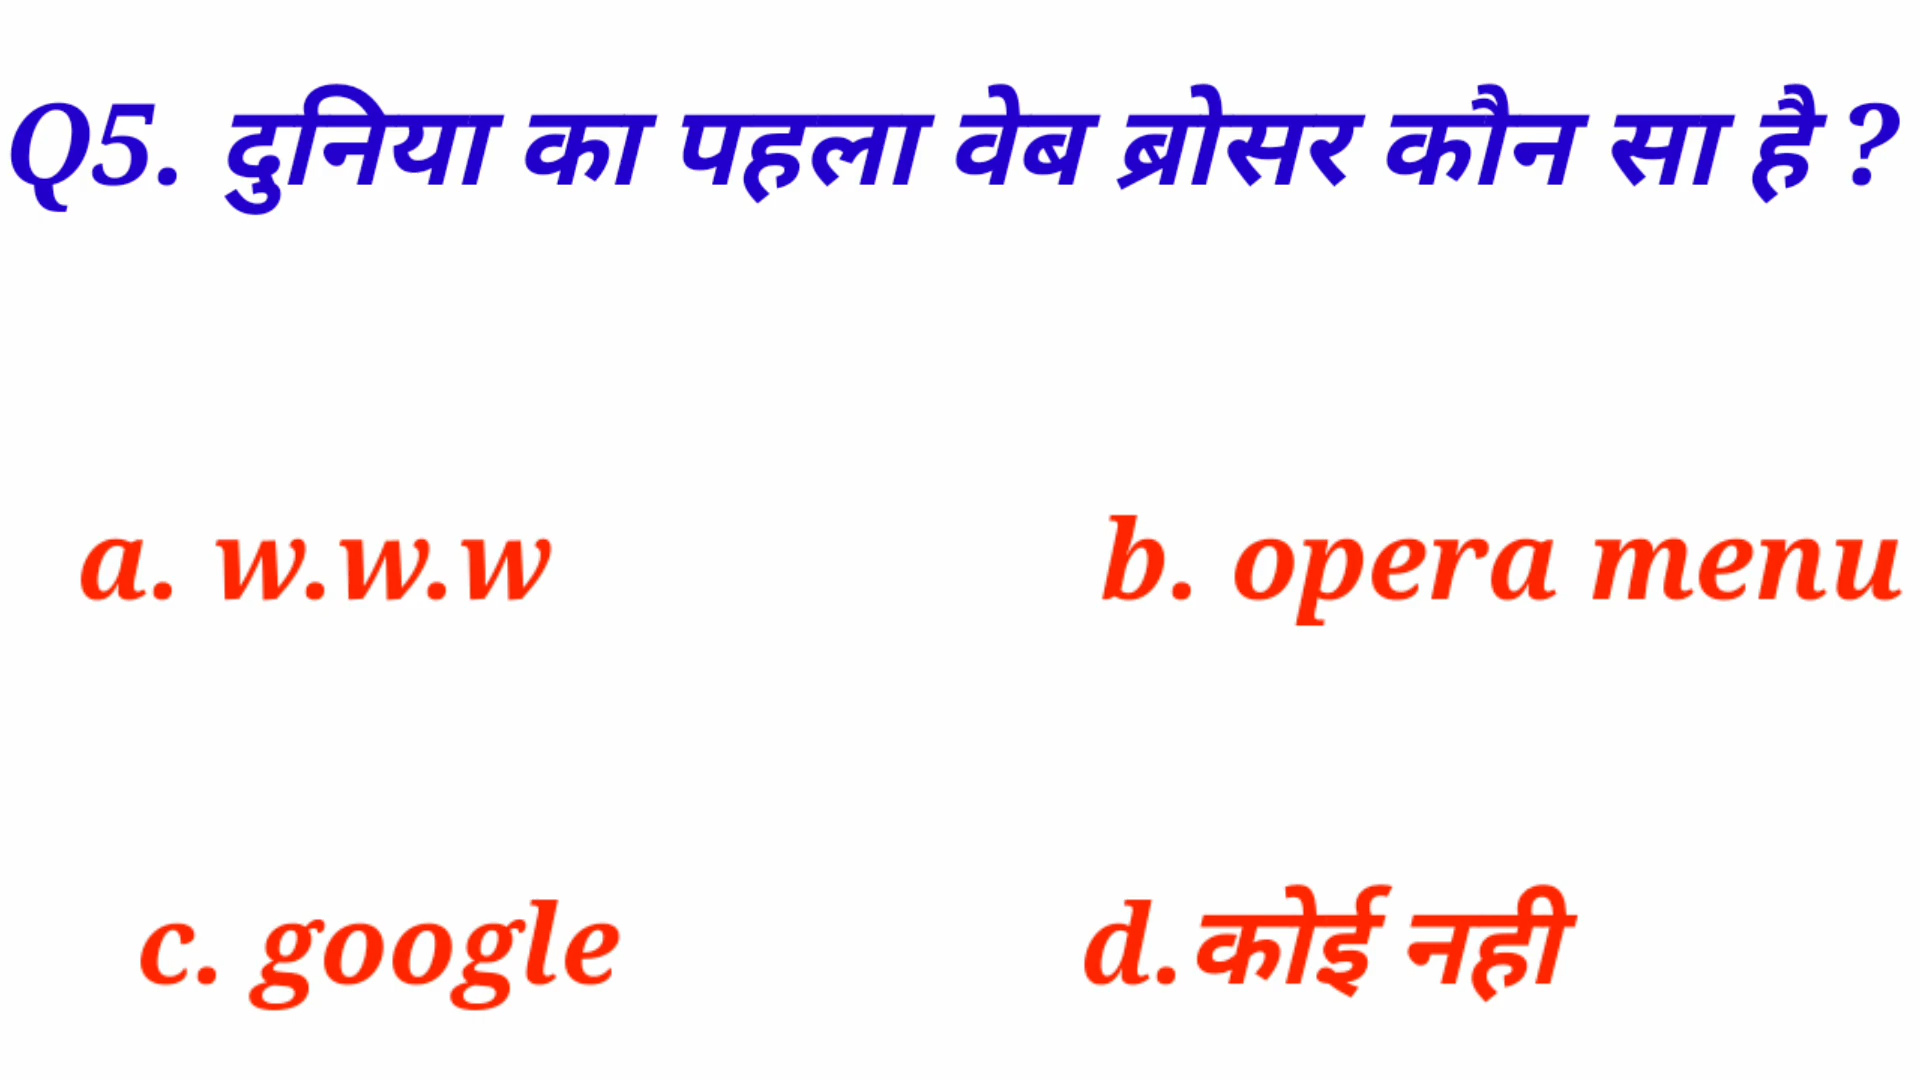 Q5. दुनिया का पहला वेब ब्रोसर कौन सा है ?
a. w.w.w
b. opera menu
c. google
d.कोई नही